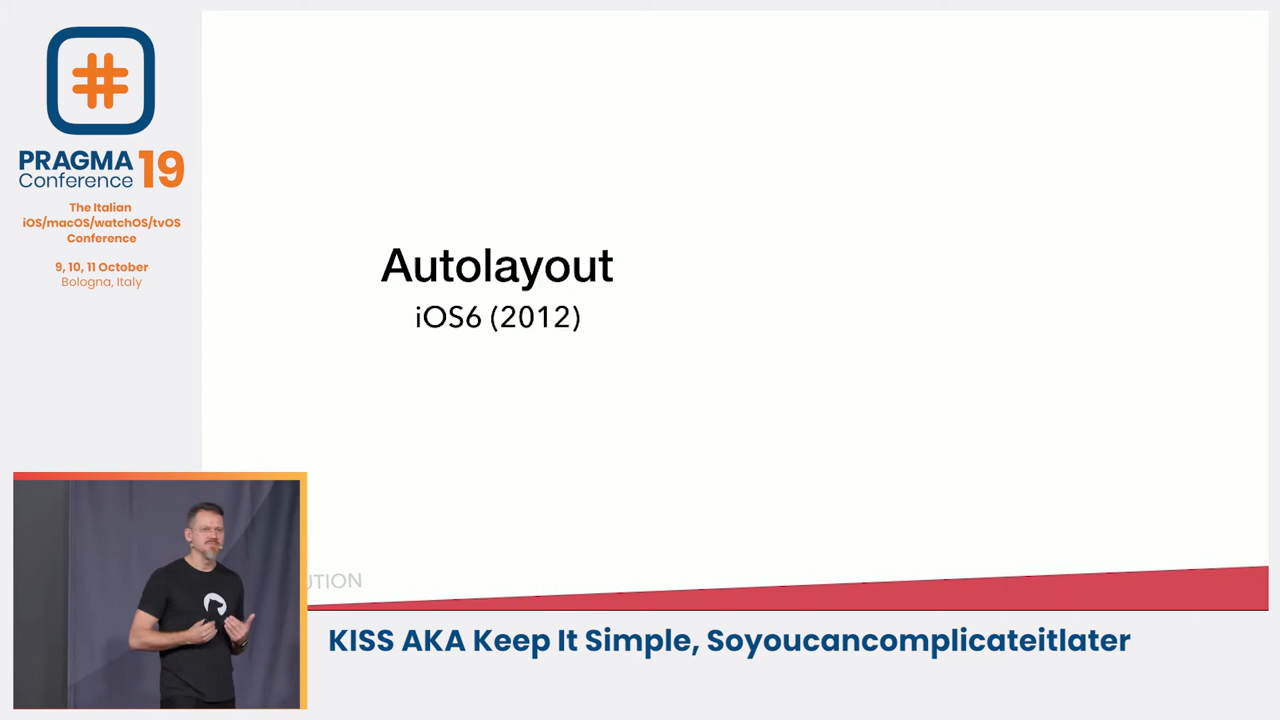 PRAGMA 19
Conference
The Italian
iOS/macOS/watchOS/tvOS
Conference
9, 10, 11 October
Bologna, Italy
Autolayout
iOS6 (2012)
UTION
KISS AKA Keep It Simple, Soyoucancomplicateitlater